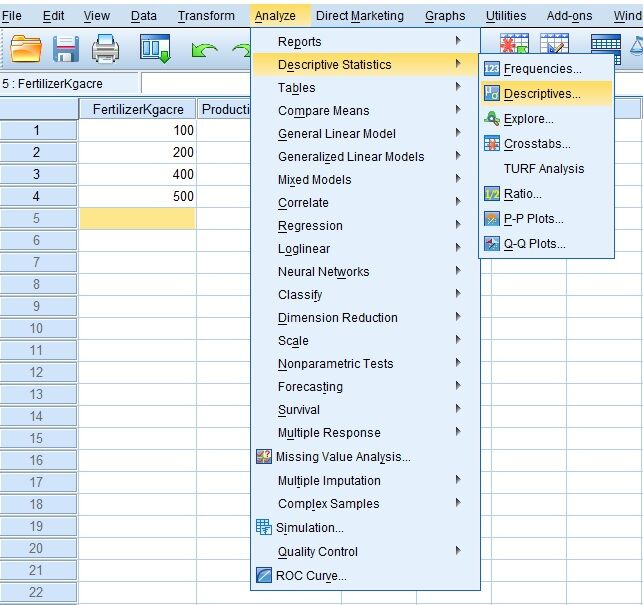 File Edit View Data Transform Analyze Direct Marketing Graphs Utilities Add-ons Wind
5 : FertilizerKgacre
FertilizerKgacre Producti
1 100
2 200
3 400
4 500
5
6
7
8
9
10
11
12
13
14
15
16
17
18
19
20
21
22
Reports
Descriptive Statistics
Tables
Compare Means
General Linear Model
Generalized Linear Models
Mixed Models
Correlate
Regression
Loglinear
Neural Networks
Classify
Dimension Reduction
Scale
Nonparametric Tests
Forecasting
Survival
Multiple Response
Missing Value Analysis...
Multiple Imputation
Complex Samples
Simulation...
Quality Control
ROC Curve...
123 Frequencies...
Descriptives...
Explore...
Crosstabs...
TURF Analysis
1/2 Ratio...
P-P Plots...
Q-Q Plots...